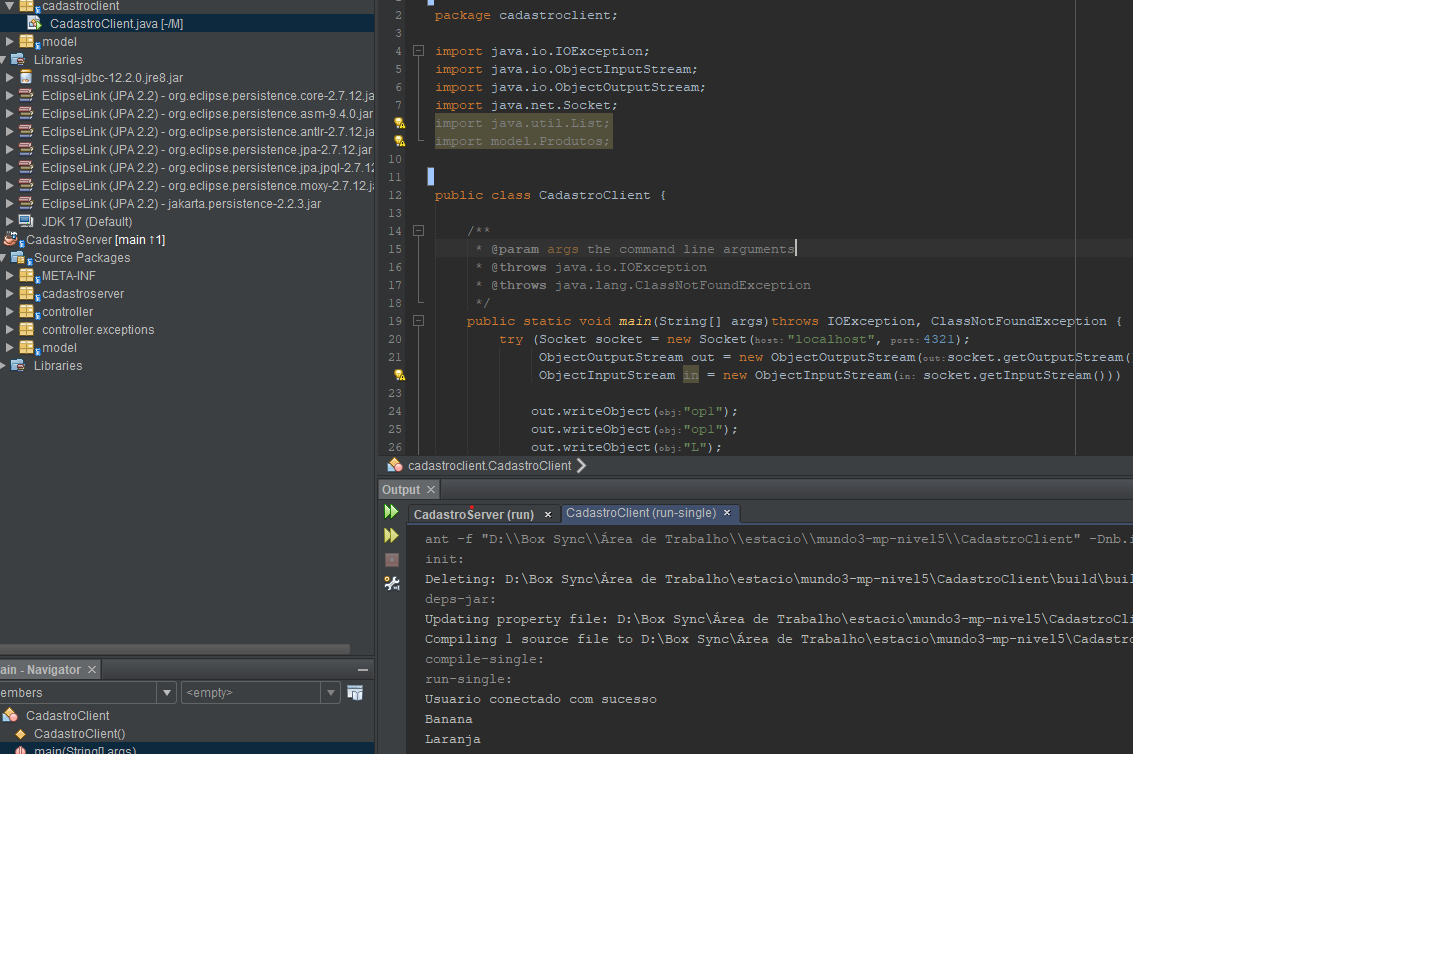 cadastroclient
CadastroClient.java [-/M]
model
Libraries
mssql-jdbc-12.2.0.jre8.jar
EclipseLink (JPA 2.2) - org.eclipse.persistence.core-2.7.12.ja
EclipseLink (JPA 2.2) - org.eclipse.persistence.asm-9.4.0.jar
EclipseLink (JPA 2.2) - org.eclipse.persistence.antlr-2.7.12.ja
EclipseLink (JPA 2.2) - org.eclipse.persistence.jpa-2.7.12.jar
EclipseLink (JPA 2.2) - org.eclipse.persistence.jpa.jpql-2.7.12
EclipseLink (JPA 2.2) - org.eclipse.persistence.moxy-2.7.12.ja
EclipseLink (JPA 2.2) - jakarta.persistence-2.2.3.jar
JDK 17 (Default)
CadastroServer [main ↑1]
Source Packages
META-INF
cadastroserver
controller
controller.exceptions
model
Libraries
ain - Navigator
embers
<empty>
CadastroClient
CadastroClient()
main(String[] args)
2 package cadastroclient;
3
4 import java.io.IOException;
5 import java.io.ObjectInputStream;
6 import java.io.ObjectOutputStream;
7 import java.net.Socket;
import java.util.List;
import model.Produtos;
10
11
12 public class CadastroClient {
13
14 /**
15 * @param args the command line arguments
16 * @throws java.io.IOException
17 * @throws java.lang.ClassNotFoundException
18 */
19 public static void main(String[] args)throws IOException, ClassNotFoundException {
20 try (Socket socket = new Socket(host:"localhost", port:4321);
21 ObjectOutputStream out = new ObjectOutputStream(out:socket.getOutputStream(
ObjectInputStream in = new ObjectInputStream(in: socket.getInputStream()))
23
24 out.writeObject(obj:"op1");
25 out.writeObject(obj:"op1");
26 out.writeObject(obj:"L");
cadastroclient.CadastroClient
Output
CadastroServer (run)
CadastroClient (run-single)
ant -f "D:\\Box Sync\\Área de Trabalho\\estacio\\mundo3-mp-nivel5\\CadastroClient" -Dnb.i
init:
Deleting: D:\Box Sync\Área de Trabalho\estacio\mundo3-mp-nivel5\CadastroClient\build\buil
deps-jar:
Updating property file: D:\Box Sync\Área de Trabalho\estacio\mundo3-mp-nivel5\CadastroCli
Compiling 1 source file to D:\Box Sync\Área de Trabalho\estacio\mundo3-mp-nivel5\Cadastro
compile-single:
run-single:
Usuario conectado com sucesso
Banana
Laranja